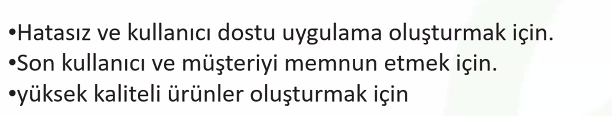 •Hatasız ve kullanıcı dostu uygulama oluşturmak için.
•Son kullanıcı ve müşteriyi memnun etmek için.
•yüksek kaliteli ürünler oluşturmak için